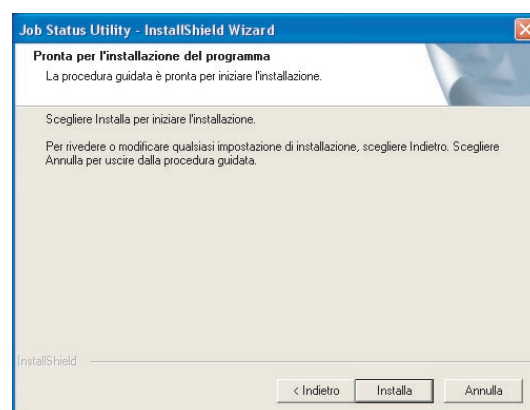 Job Status Utility - InstallShield Wizard
Pronta per l'installazione del programma
La procedura guidata è pronta per iniziare l'installazione.
Scegliere Installa per iniziare l'installazione.
Per rivedere o modificare qualsiasi impostazione di installazione, scegliere Indietro. Scegliere
Annulla per uscire dalla procedura guidata.
InstallShield
< Indietro
Installa
Annulla